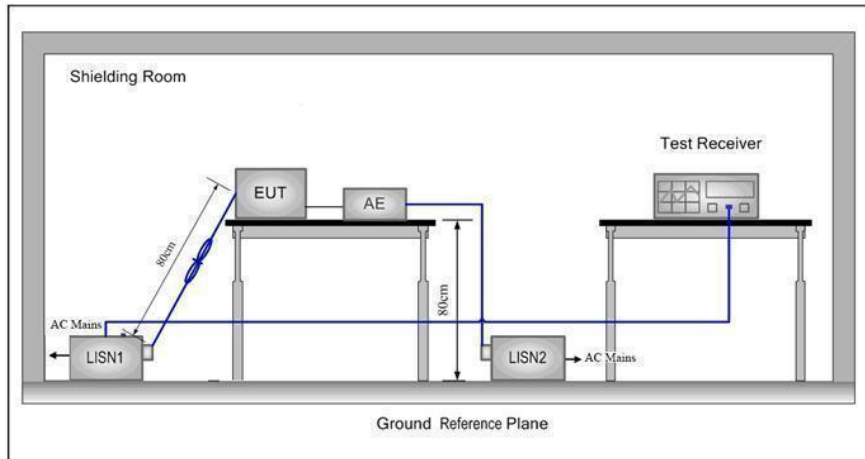 Shielding Room
Test Receiver
EUT
AE
80cm
80cm
AC Mains
LISN1
LISN2
AC Mains
Ground Reference Plane